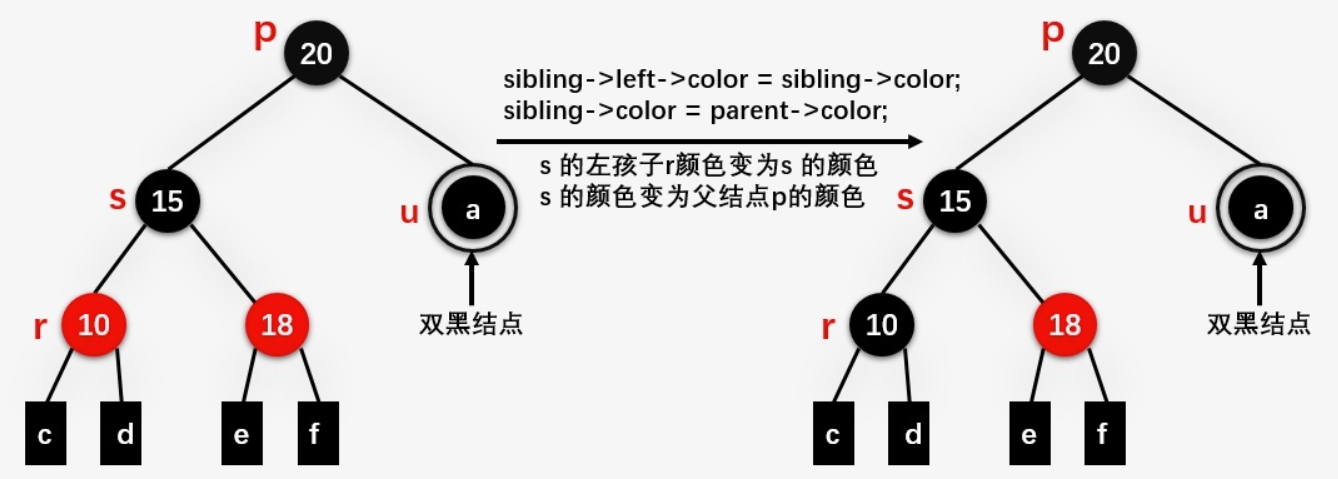 p
20
s
15
u
a
r
10
18
双黑结点
c
d
e
f
sibling->left->color = sibling->color;
sibling->color = parent->color;
s 的左孩子r颜色变为s 的颜色
s 的颜色变为父结点p的颜色
p
20
s
15
u
a
r
10
18
双黑结点
c
d
e
f